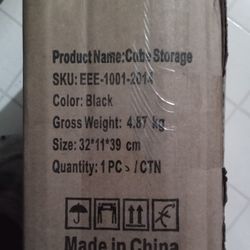 Product Name:Cube Storage
SKU: EEE-1001-2014
Color: Black
Gross Weight: 4.87 kg
Size: 32*11*39 cm
Quantity: 1 PCs / CTN
Made in China